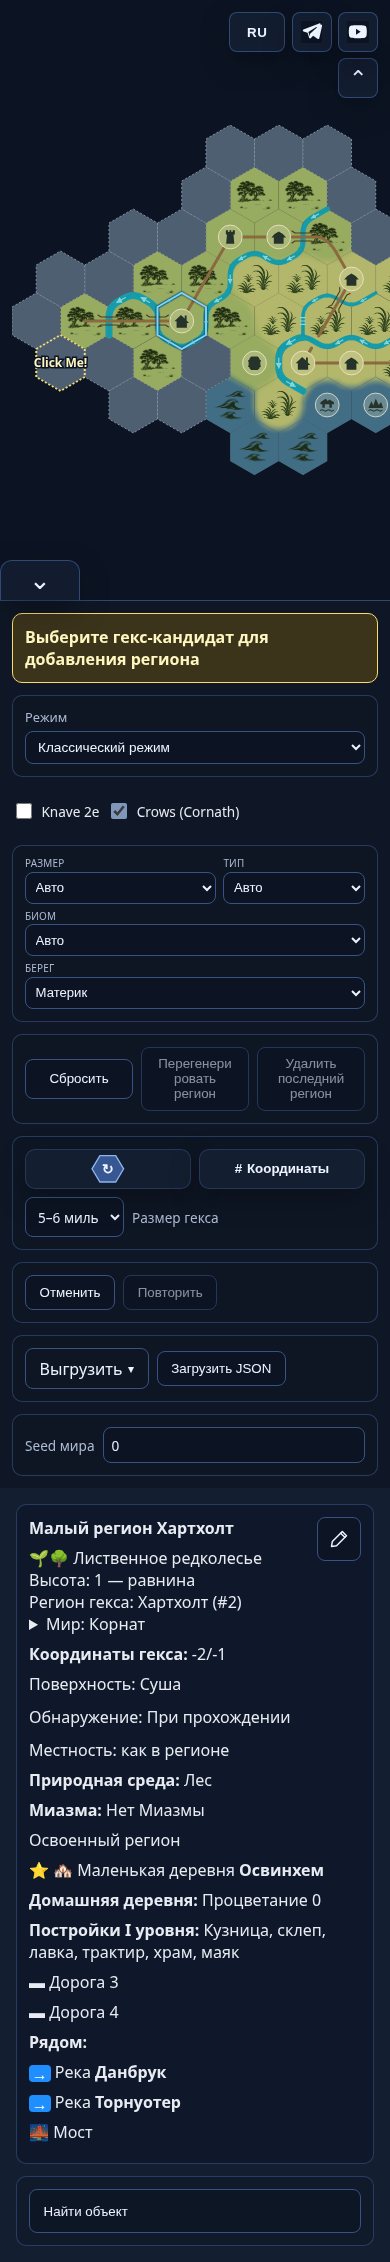 RU
Click Me!
Выберите гекс-кандидат для
добавления региона
Режим
Классический режим
Knave 2e
Crows (Cornath)
РАЗМЕР
ТИП
Авто
Авто
БИОМ
Авто
БЕРЕГ
Материк
Сбросить
Перегенери
ровать
регион
Удалить
последний
регион
# Координаты
5–6 миль
Размер гекса
Отменить
Повторить
Выгрузить ▾
Загрузить JSON
Seed мира
0
Малый регион Хартхолт
🌱🌳 Лиственное редколесье
Высота: 1 — равнина
Регион гекса: Хартхолт (#2)
▶ Мир: Корнат
Координаты гекса: -2/-1
Поверхность: Суша
Обнаружение: При прохождении
Местность: как в регионе
Природная среда: Лес
Миазма: Нет Миазмы
Освоенный регион
⭐ 🏘️ Маленькая деревня Освинхем
Домашняя деревня: Процветание 0
Постройки I уровня: Кузница, склеп,
лавка, трактир, храм, маяк
▬ Дорога 3
▬ Дорога 4
Рядом:
→ Река Данбрук
→ Река Торнуотер
🌉 Мост
Найти объект